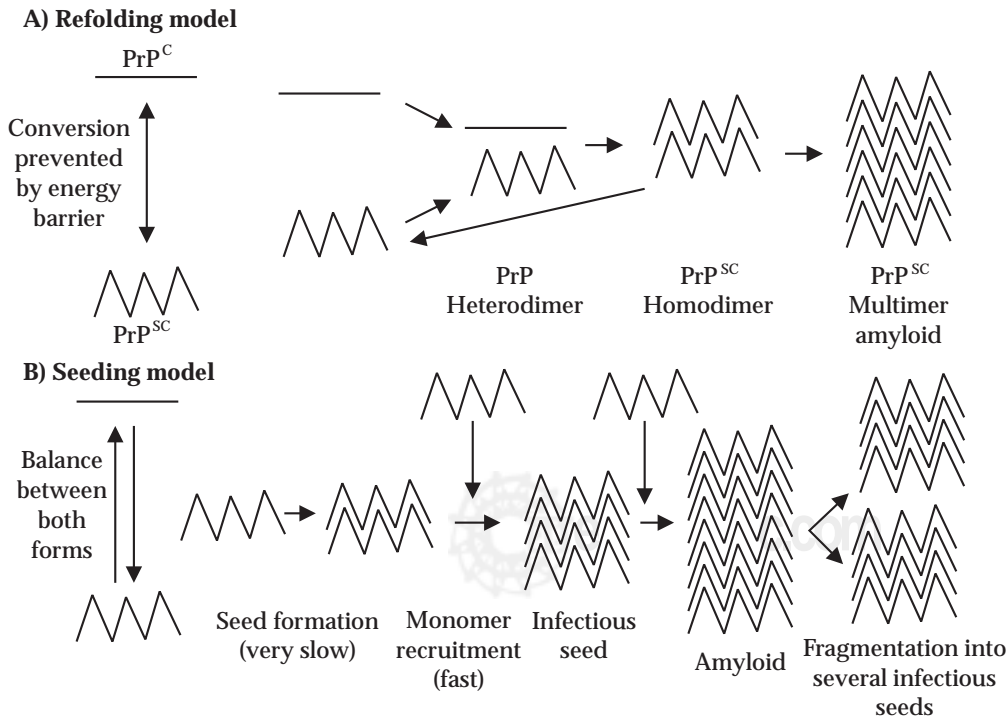 A) Refolding model
PrP^C
Conversion
prevented
by energy
barrier
PrP^SC
PrP
Heterodimer
PrP^SC
Homodimer
PrP^SC
Multimer
amyloid
B) Seeding model
Balance
between
both
forms
Seed formation
(very slow)
Monomer
recruitment
(fast)
Infectious
seed
Amyloid
Fragmentation into
several infectious
seeds